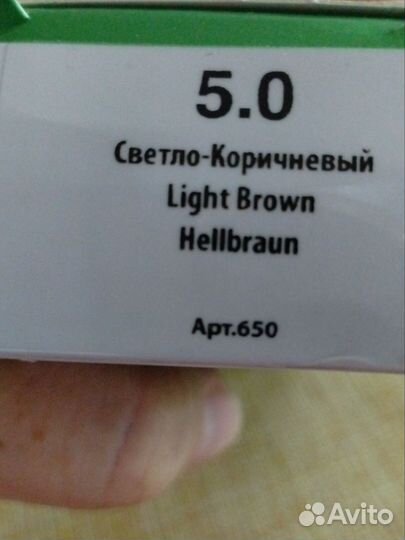 5.0
Светло-Коричневый
Light Brown
Hellbraun
Арт.650
Avito